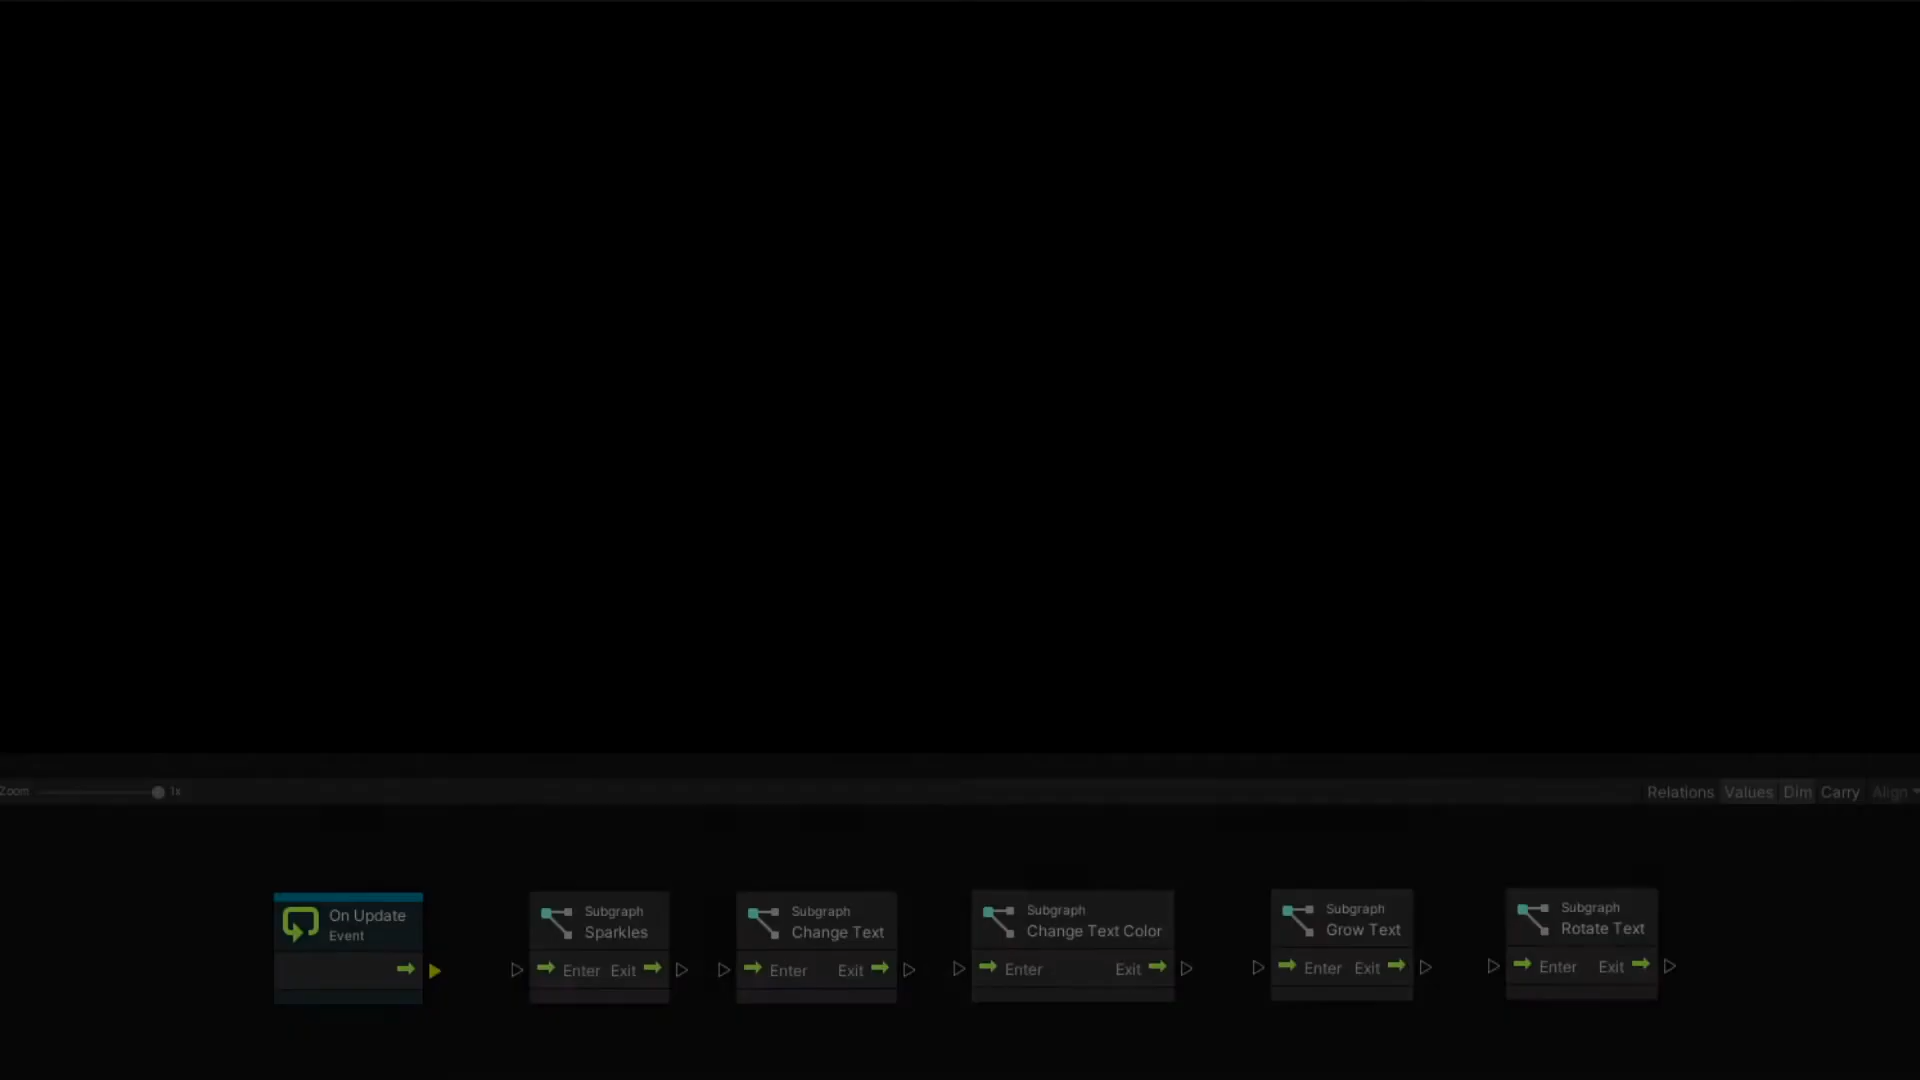 Zoom 1x Relations Values Dim Carry Align
On Update
Event
Subgraph
Sparkles
Enter Exit
Subgraph
Change Text
Enter Exit
Subgraph
Change Text Color
Enter Exit
Subgraph
Grow Text
Enter Exit
Subgraph
Rotate Text
Enter Exit